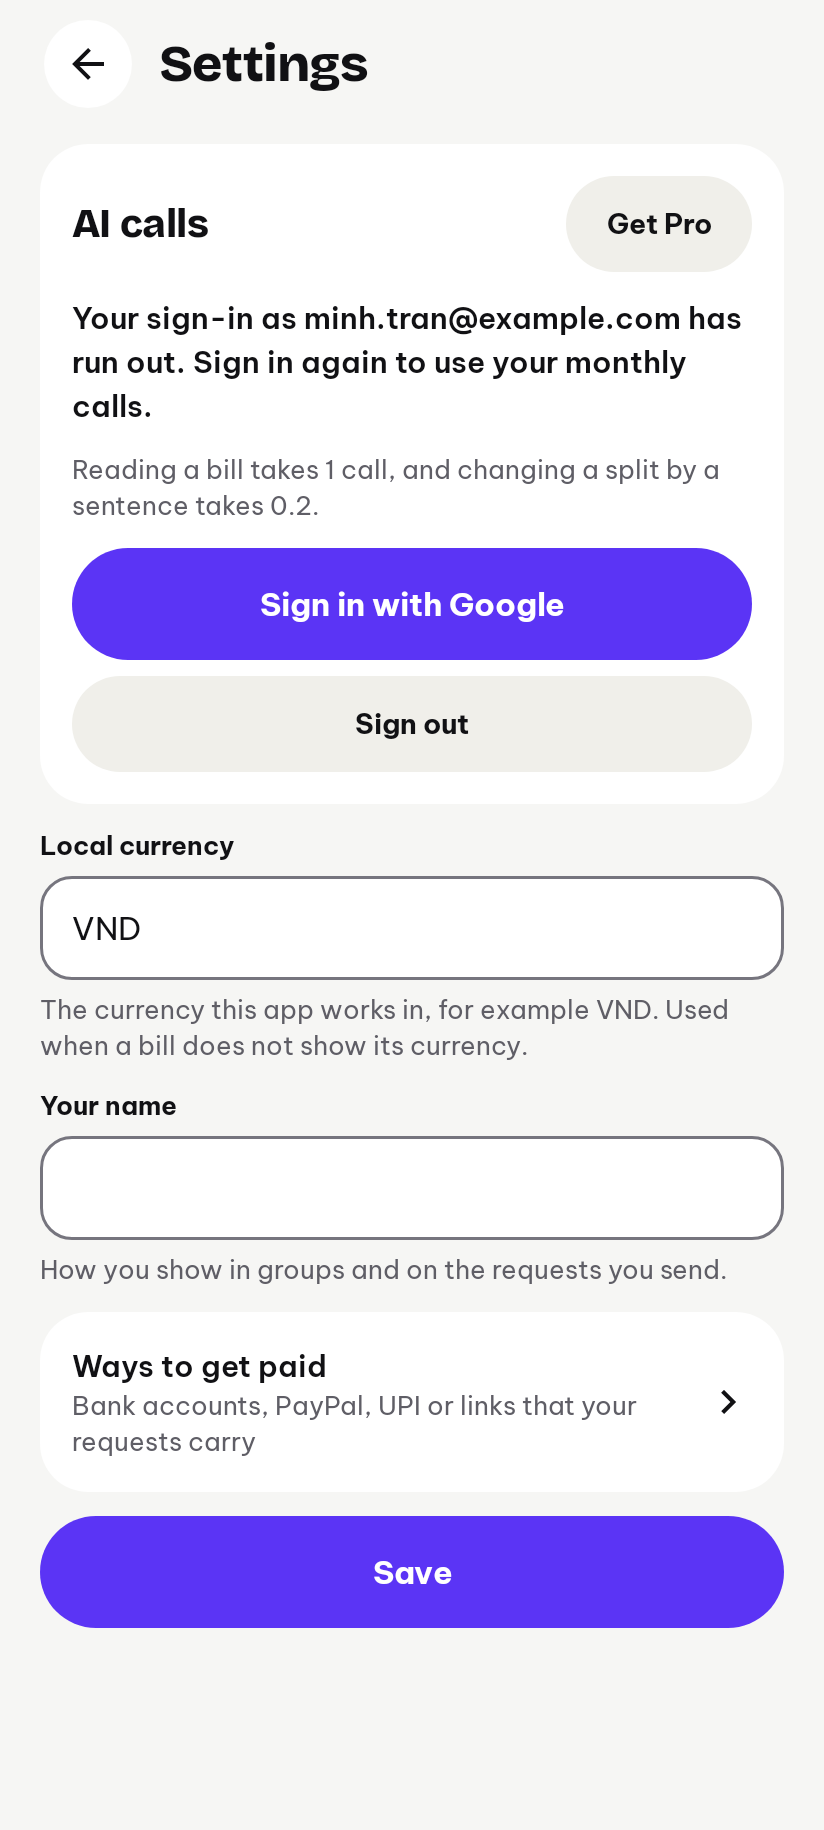 Settings
AI calls
Get Pro
Your sign-in as minh.tran@example.com has
run out. Sign in again to use your monthly
calls.
Reading a bill takes 1 call, and changing a split by a
sentence takes 0.2.
Sign in with Google
Sign out
Local currency
VND
The currency this app works in, for example VND. Used
when a bill does not show its currency.
Your name
How you show in groups and on the requests you send.
Ways to get paid
Bank accounts, PayPal, UPI or links that your
requests carry
Save